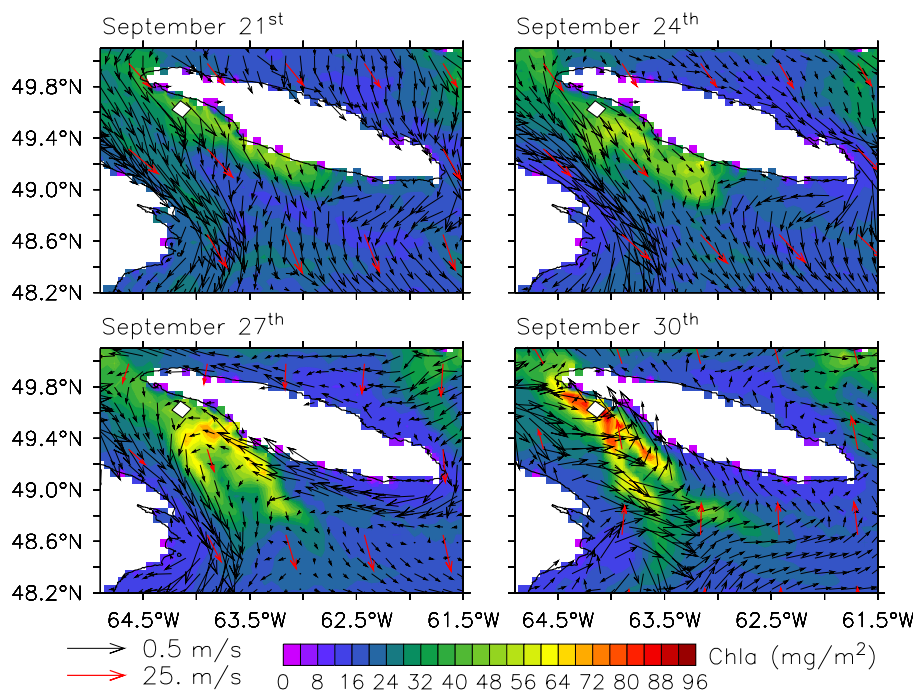 September 21st
September 24th
49.8°N
49.4°N
49.0°N
48.6°N
48.2°N
September 27th
September 30th
49.8°N
49.4°N
49.0°N
48.6°N
48.2°N
64.5°W 63.5°W 62.5°W 61.5°W
64.5°W 63.5°W 62.5°W 61.5°W
0.5 m/s
25. m/s
Chla (mg/m²)
0 8 16 24 32 40 48 56 64 72 80 88 96